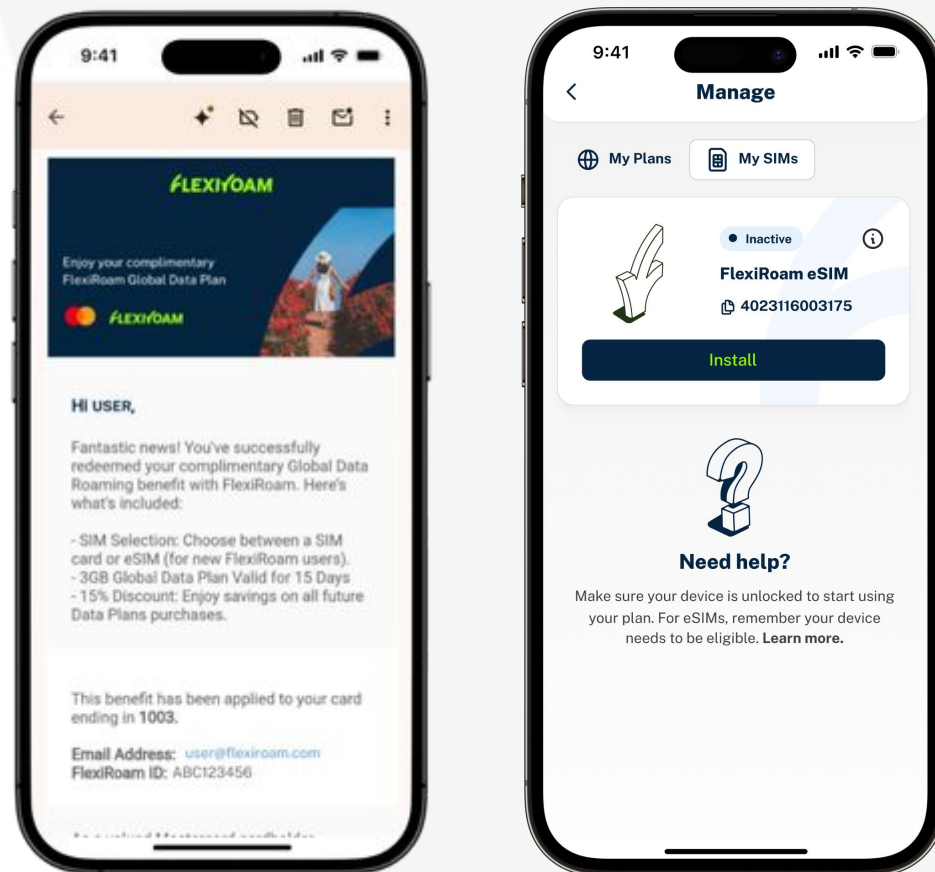 9:41
FLEXIROAM
Enjoy your complimentary
FlexiRoam Global Data Plan
FLEXIROAM
Hi USER,
Fantastic news! You've successfully
redeemed your complimentary Global Data
Roaming benefit with FlexiRoam. Here's
what's included:
- SIM Selection: Choose between a SIM
card or eSIM (for new FlexiRoam users).
- 3GB Global Data Plan Valid for 15 Days
- 15% Discount: Enjoy savings on all future
Data Plans purchases.
This benefit has been applied to your card
ending in 1003.
Email Address: user@flexiroam.com
FlexiRoam ID: ABC123456
9:41
Manage
My Plans
My SIMs
Inactive
FlexiRoam eSIM
4023116003175
Install
Need help?
Make sure your device is unlocked to start using
your plan. For eSIMs, remember your device
needs to be eligible. Learn more.